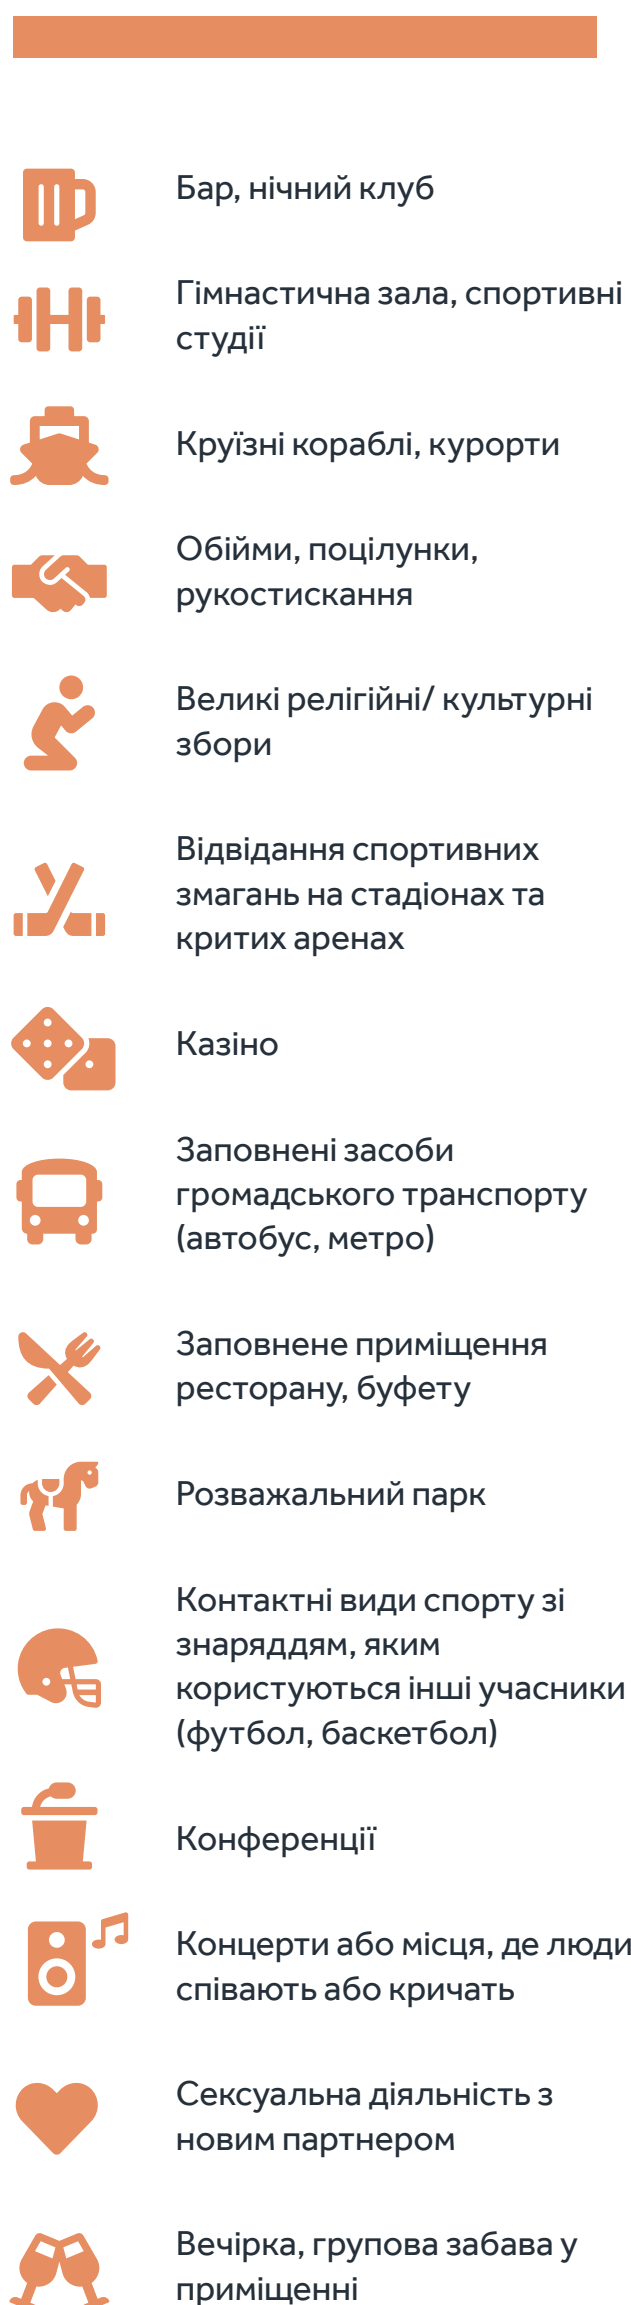 Бар, нічний клуб
Гімнастична зала, спортивні
студії
Круїзні кораблі, курорти
Обійми, поцілунки,
рукостискання
Великі релігійні/ культурні
збори
Відвідання спортивних
змагань на стадіонах та
критих аренах
Казіно
Заповнені засоби
громадського транспорту
(автобус, метро)
Заповнене приміщення
ресторану, буфету
Розважальний парк
Контактні види спорту зі
знаряддям, яким
користуються інші учасники
(футбол, баскетбол)
Конференції
Концерти або місця, де люди
співають або кричать
Сексуальна діяльність з
новим партнером
Вечірка, групова забава у
приміщенні